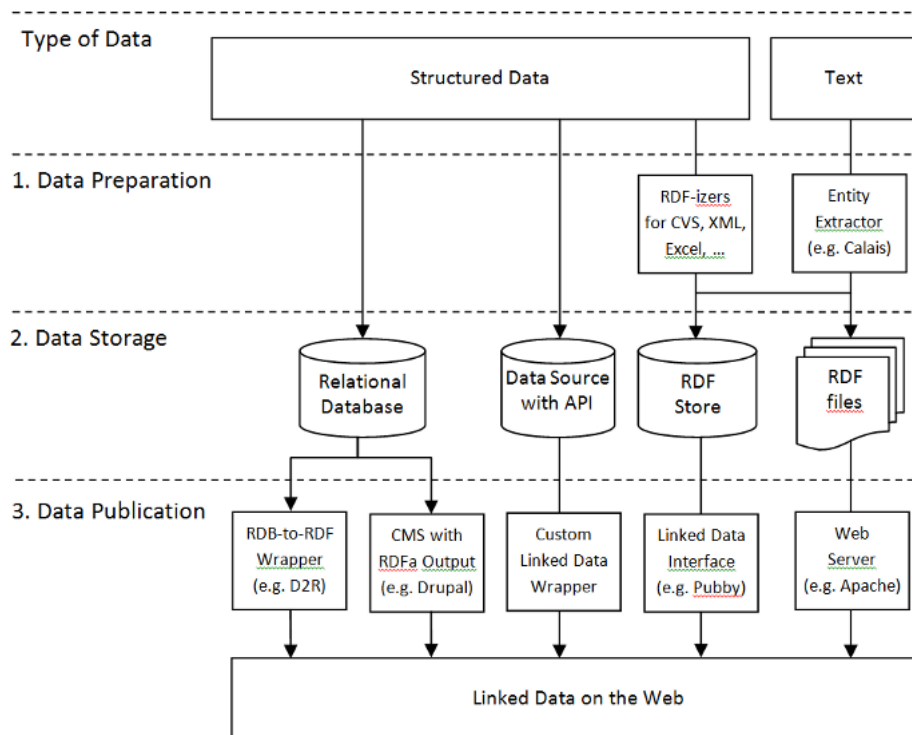 Type of Data
Structured Data
Text
1. Data Preparation
RDF-izers
for CVS, XML,
Excel, ...
Entity
Extractor
(e.g. Calais)
2. Data Storage
Relational
Database
Data Source
with API
RDF
Store
RDF
files
3. Data Publication
RDB-to-RDF
Wrapper
(e.g. D2R)
CMS with
RDFa Output
(e.g. Drupal)
Custom
Linked Data
Wrapper
Linked Data
Interface
(e.g. Pubby)
Web
Server
(e.g. Apache)
Linked Data on the Web